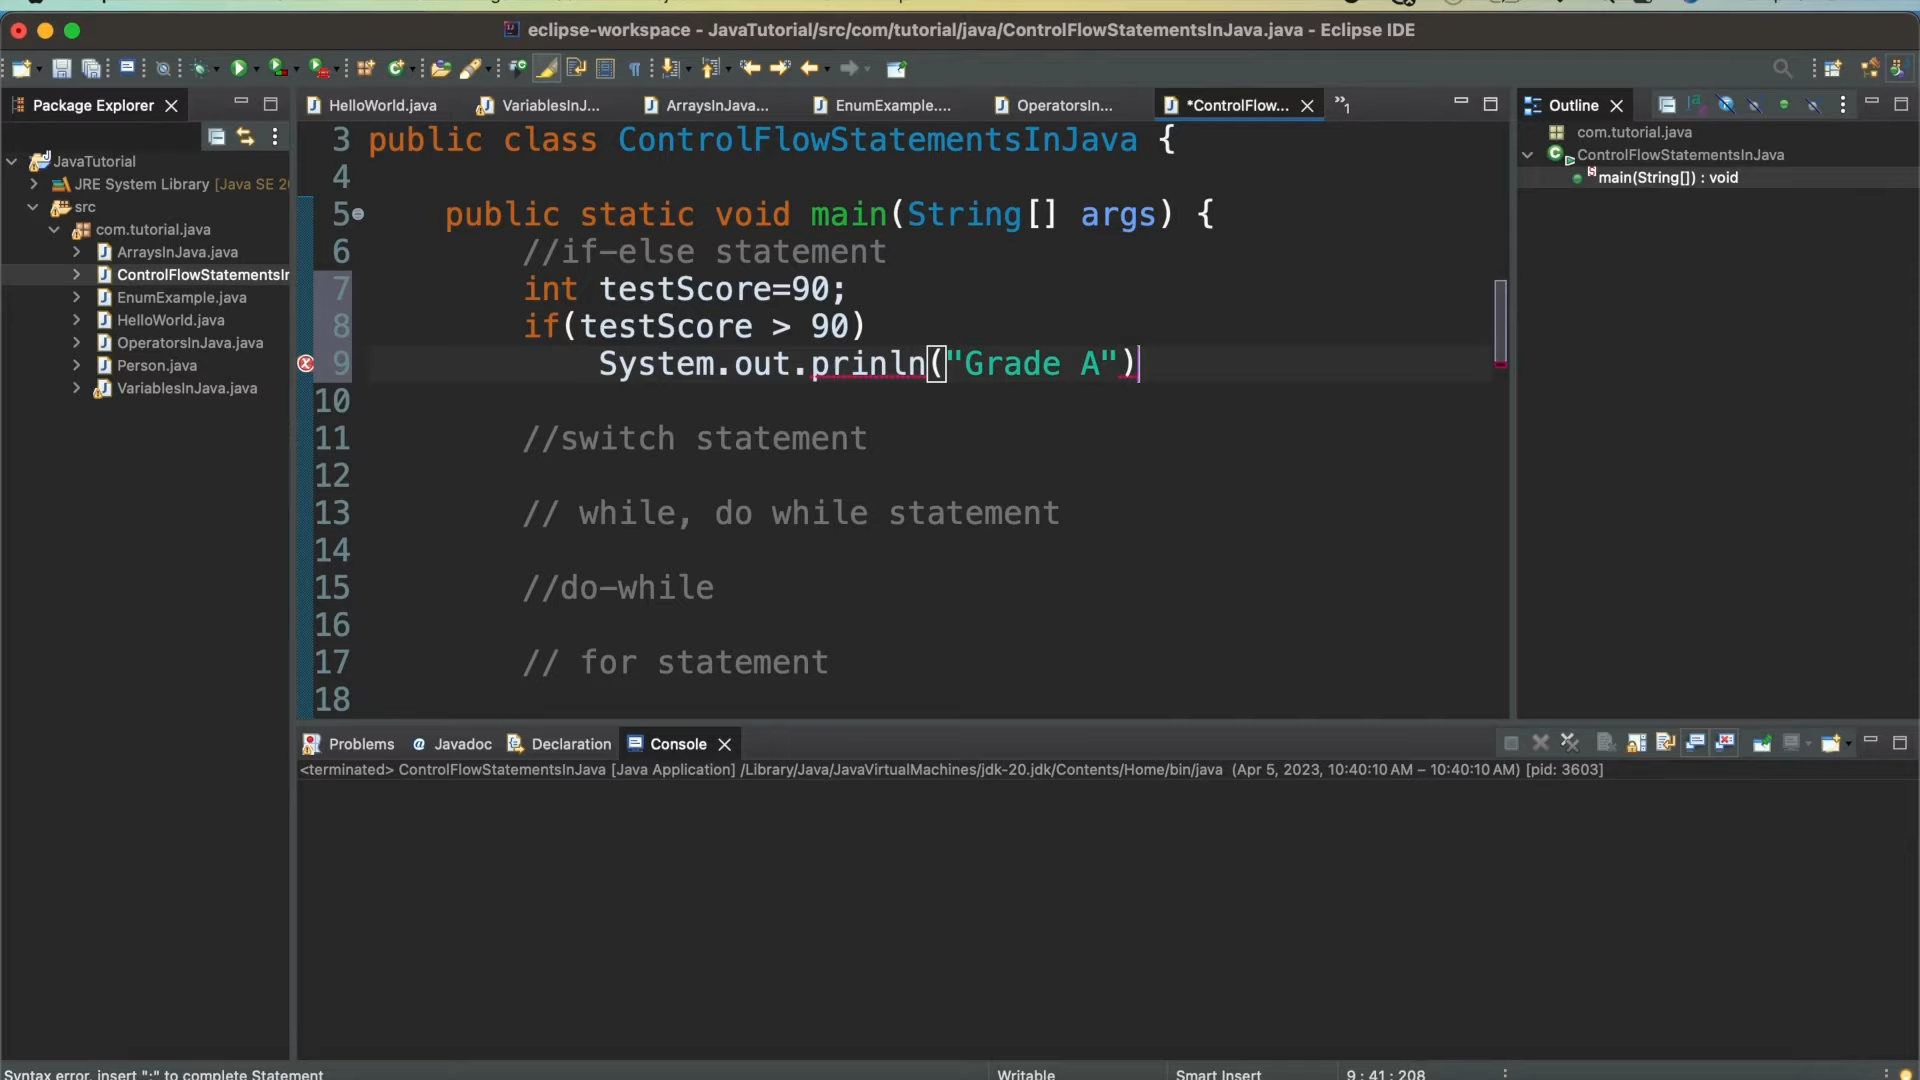 eclipse-workspace - JavaTutorial/src/com/tutorial/java/ControlFlowStatementsInJava.java - Eclipse IDE
Package Explorer
HelloWorld.java
VariablesInJ...
ArraysInJava...
EnumExample....
OperatorsIn...
*ControlFlow...
»1
Outline
JavaTutorial
JRE System Library [Java SE 20
src
com.tutorial.java
ArraysInJava.java
ControlFlowStatementsIn
EnumExample.java
HelloWorld.java
OperatorsInJava.java
Person.java
VariablesInJava.java
3 public class ControlFlowStatementsInJava {
4
5 public static void main(String[] args) {
6 //if-else statement
7 int testScore=90;
8 if(testScore > 90)
9 System.out.prinln("Grade A")
10
11 //switch statement
12
13 // while, do while statement
14
15 //do-while
16
17 // for statement
18
com.tutorial.java
ControlFlowStatementsInJava
main(String[]) : void
Problems
Javadoc
Declaration
Console
<terminated> ControlFlowStatementsInJava [Java Application] /Library/Java/JavaVirtualMachines/jdk-20.jdk/Contents/Home/bin/java (Apr 5, 2023, 10:40:10 AM – 10:40:10 AM) [pid: 3603]
Syntax error, insert ";" to complete Statement
Writable
Smart Insert
9 : 41 : 208